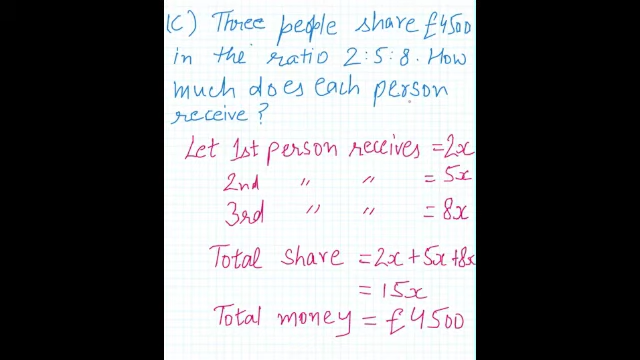 (C) Three people share £4500
in the ratio 2:5:8. How
much does each person
receive?
Let 1st person receives = 2x
2nd " " = 5x
3rd " " = 8x
Total share = 2x + 5x + 8x
= 15x
Total money = £4500